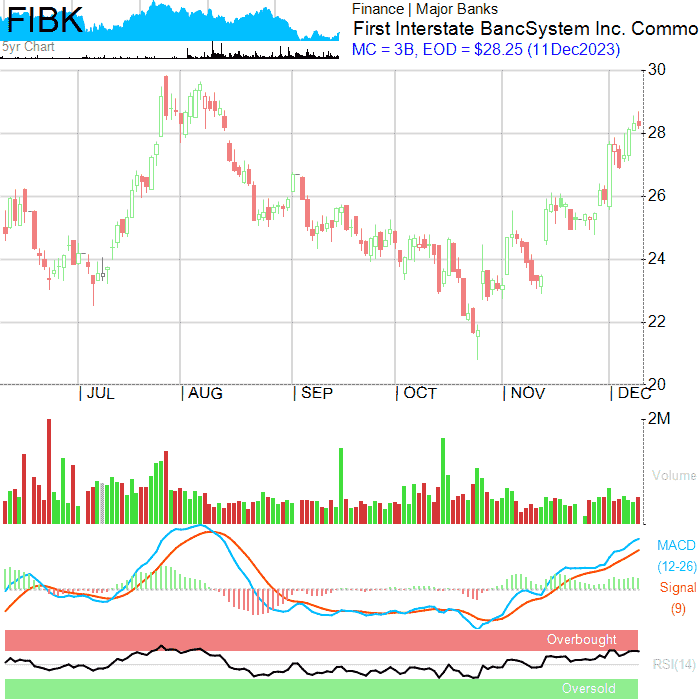 FIBK
5yr Chart
Finance | Major Banks
First Interstate BancSystem Inc. Commo
MC = 3B, EOD = $28.25 (11Dec2023)
30
28
26
24
22
20
JUL
AUG
SEP
OCT
NOV
DEC
2M
Volume
MACD
(12-26)
Signal
(9)
Overbought
RSI(14)
Oversold